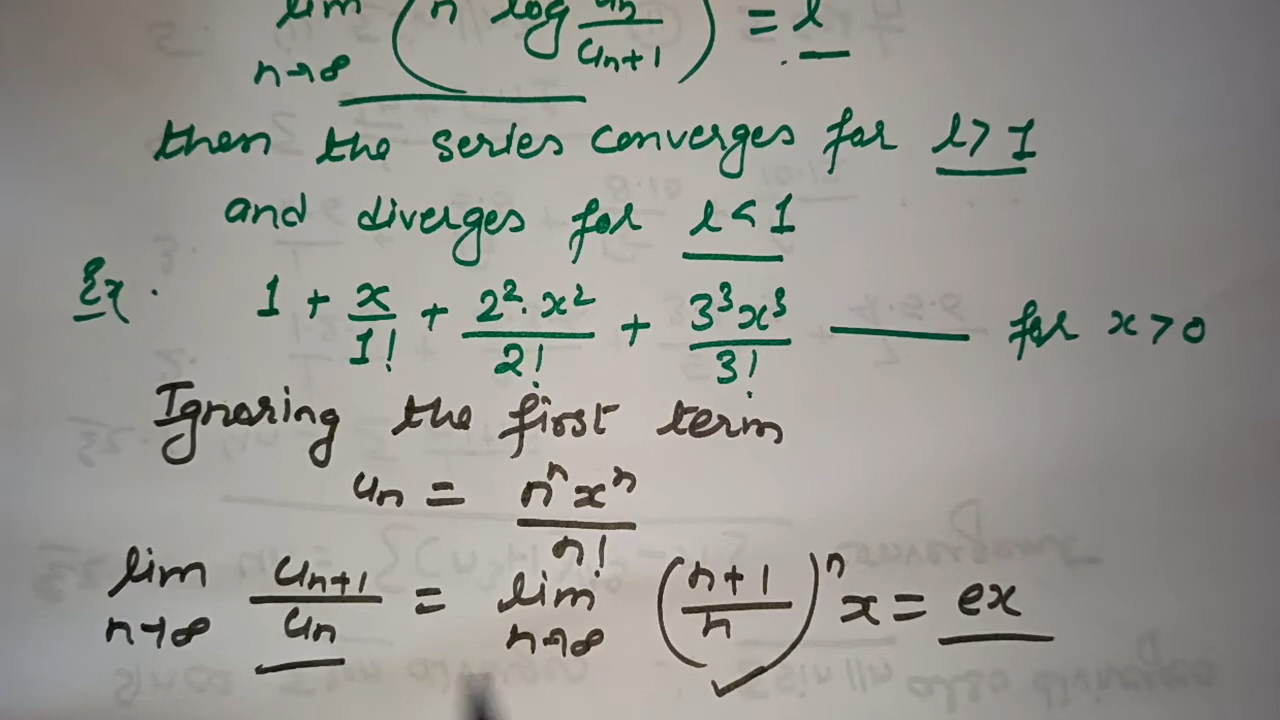 lim n→∞ (n log un/un+1) = l
then the series converges for l > 1
and diverges for l < 1
Ex. 1 + x/1! + 2².x²/2! + 3³x³/3! ——— for x > 0
Ignoring the first term
un = nⁿxⁿ/n!
lim n→∞ un+1/un = lim n→∞ (n+1/n)ⁿ x = ex